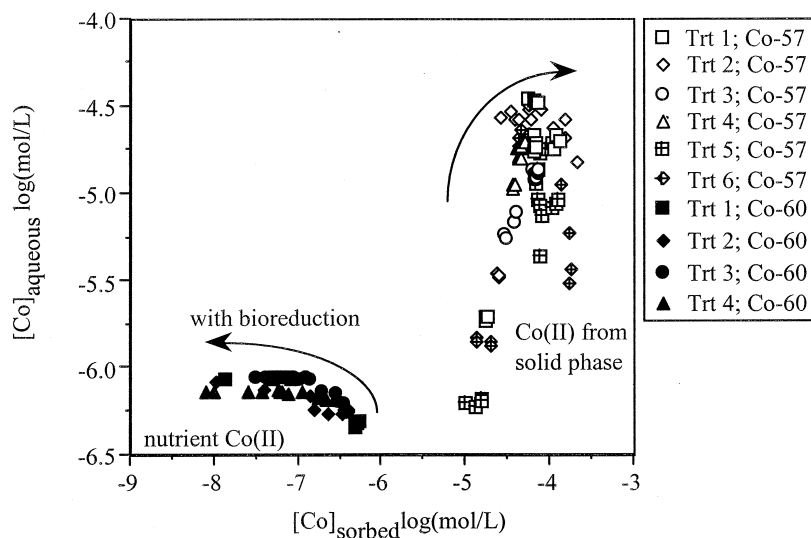 -4.0
-4.5
-5.0
-5.5
-6.0
-6.5
[Co]aqueous log(mol/L)
with bioreduction
nutrient Co(II)
Co(II) from
solid phase
-9 -8 -7 -6 -5 -4 -3
[Co]sorbed log(mol/L)
Trt 1; Co-57
Trt 2; Co-57
Trt 3; Co-57
Trt 4; Co-57
Trt 5; Co-57
Trt 6; Co-57
Trt 1; Co-60
Trt 2; Co-60
Trt 3; Co-60
Trt 4; Co-60